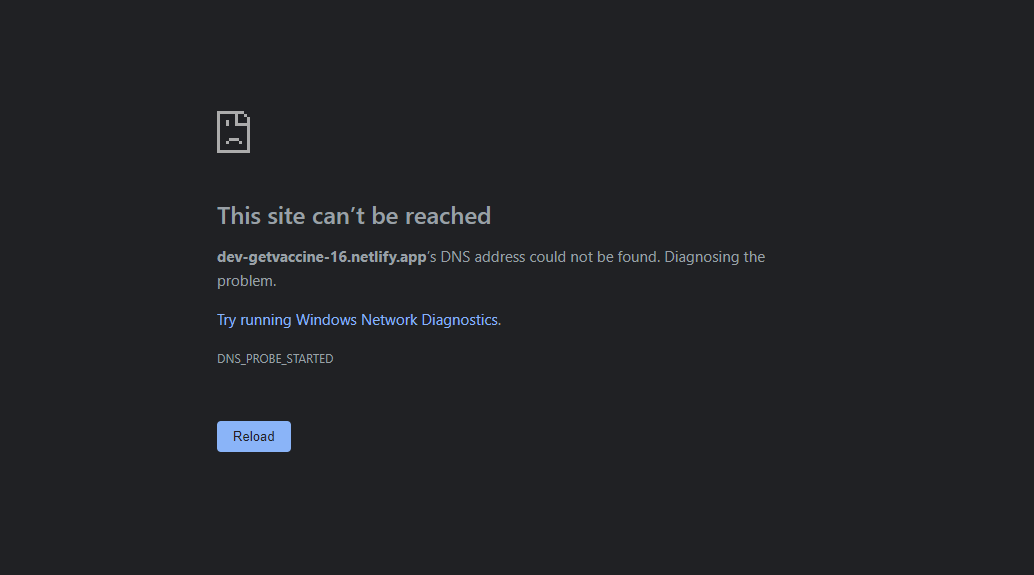 This site can’t be reached
dev-getvaccine-16.netlify.app’s DNS address could not be found. Diagnosing the
problem.
Try running Windows Network Diagnostics.
DNS_PROBE_STARTED
Reload